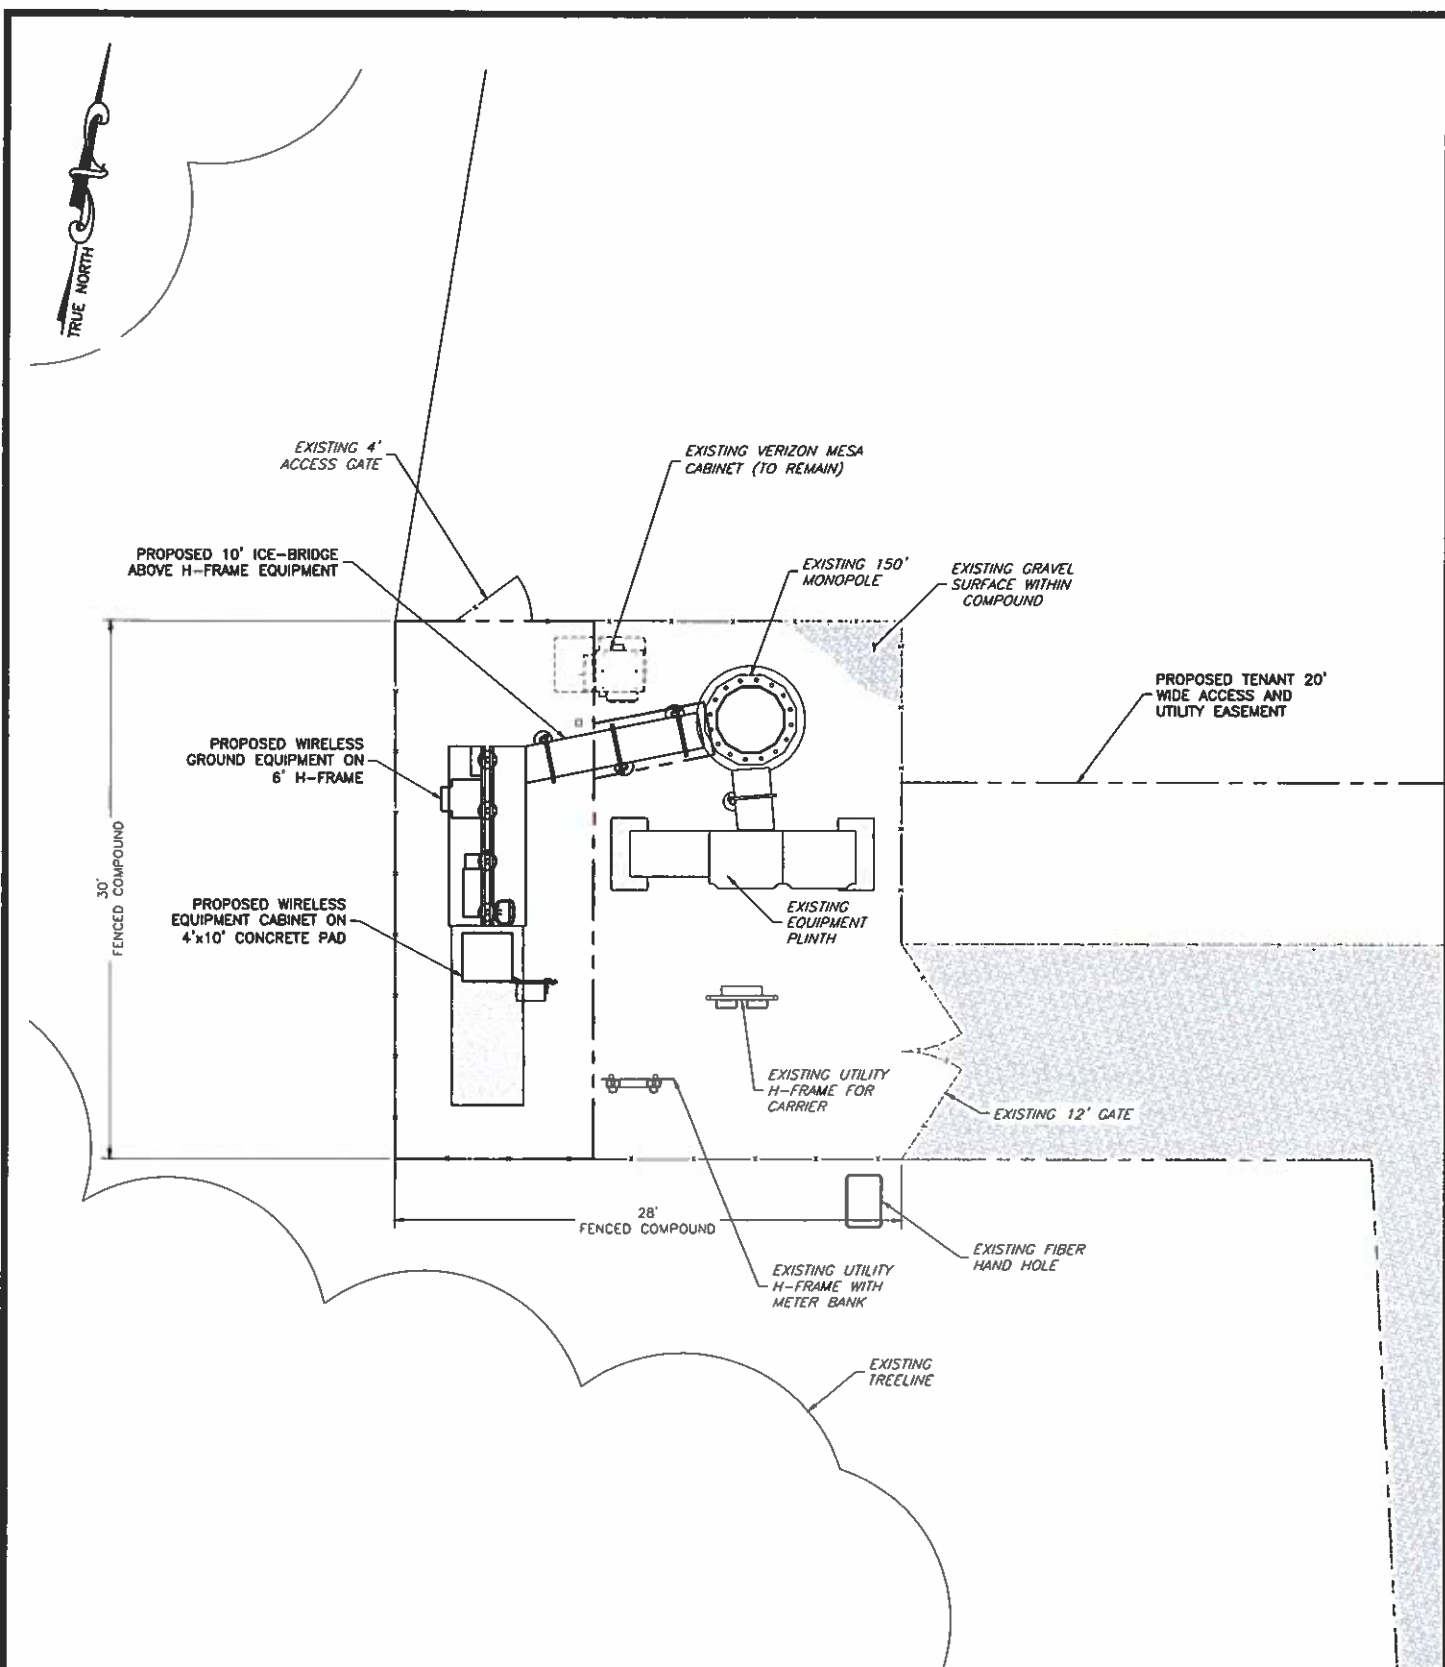 TRUE NORTH
EXISTING 4'
ACCESS GATE
EXISTING VERIZON MESA
CABINET (TO REMAIN)
PROPOSED 10' ICE-BRIDGE
ABOVE H-FRAME EQUIPMENT
EXISTING 150'
MONOPOLE
EXISTING GRAVEL
SURFACE WITHIN
COMPOUND
PROPOSED TENANT 20'
WIDE ACCESS AND
UTILITY EASEMENT
PROPOSED WIRELESS
GROUND EQUIPMENT ON
6' H-FRAME
30'
FENCED COMPOUND
PROPOSED WIRELESS
EQUIPMENT CABINET ON
4'x10' CONCRETE PAD
EXISTING
EQUIPMENT
PLINTH
EXISTING UTILITY
H-FRAME FOR
CARRIER
EXISTING 12' GATE
28'
FENCED COMPOUND
EXISTING FIBER
HAND HOLE
EXISTING UTILITY
H-FRAME WITH
METER BANK
EXISTING
TREELINE